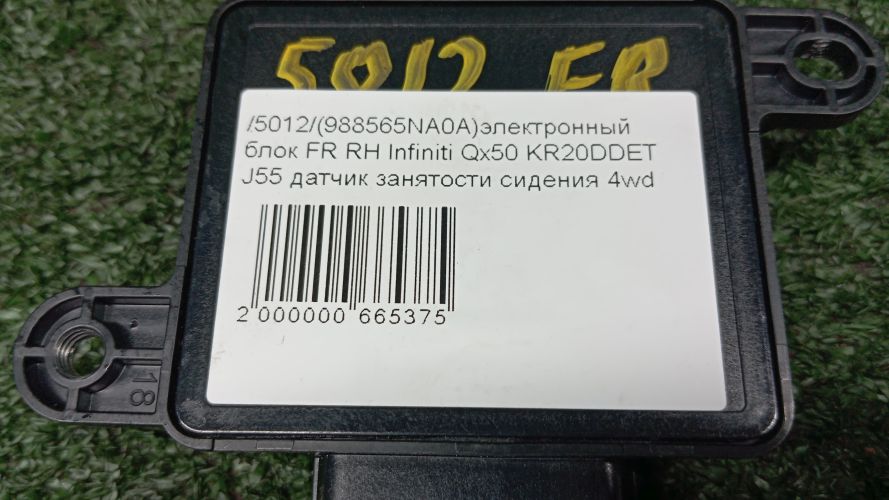 5012 FR
/5012/(988565NA0A)электронный
блок FR RH Infiniti Qx50 KR20DDET
J55 датчик занятости сидения 4wd
2 000000 665375
18